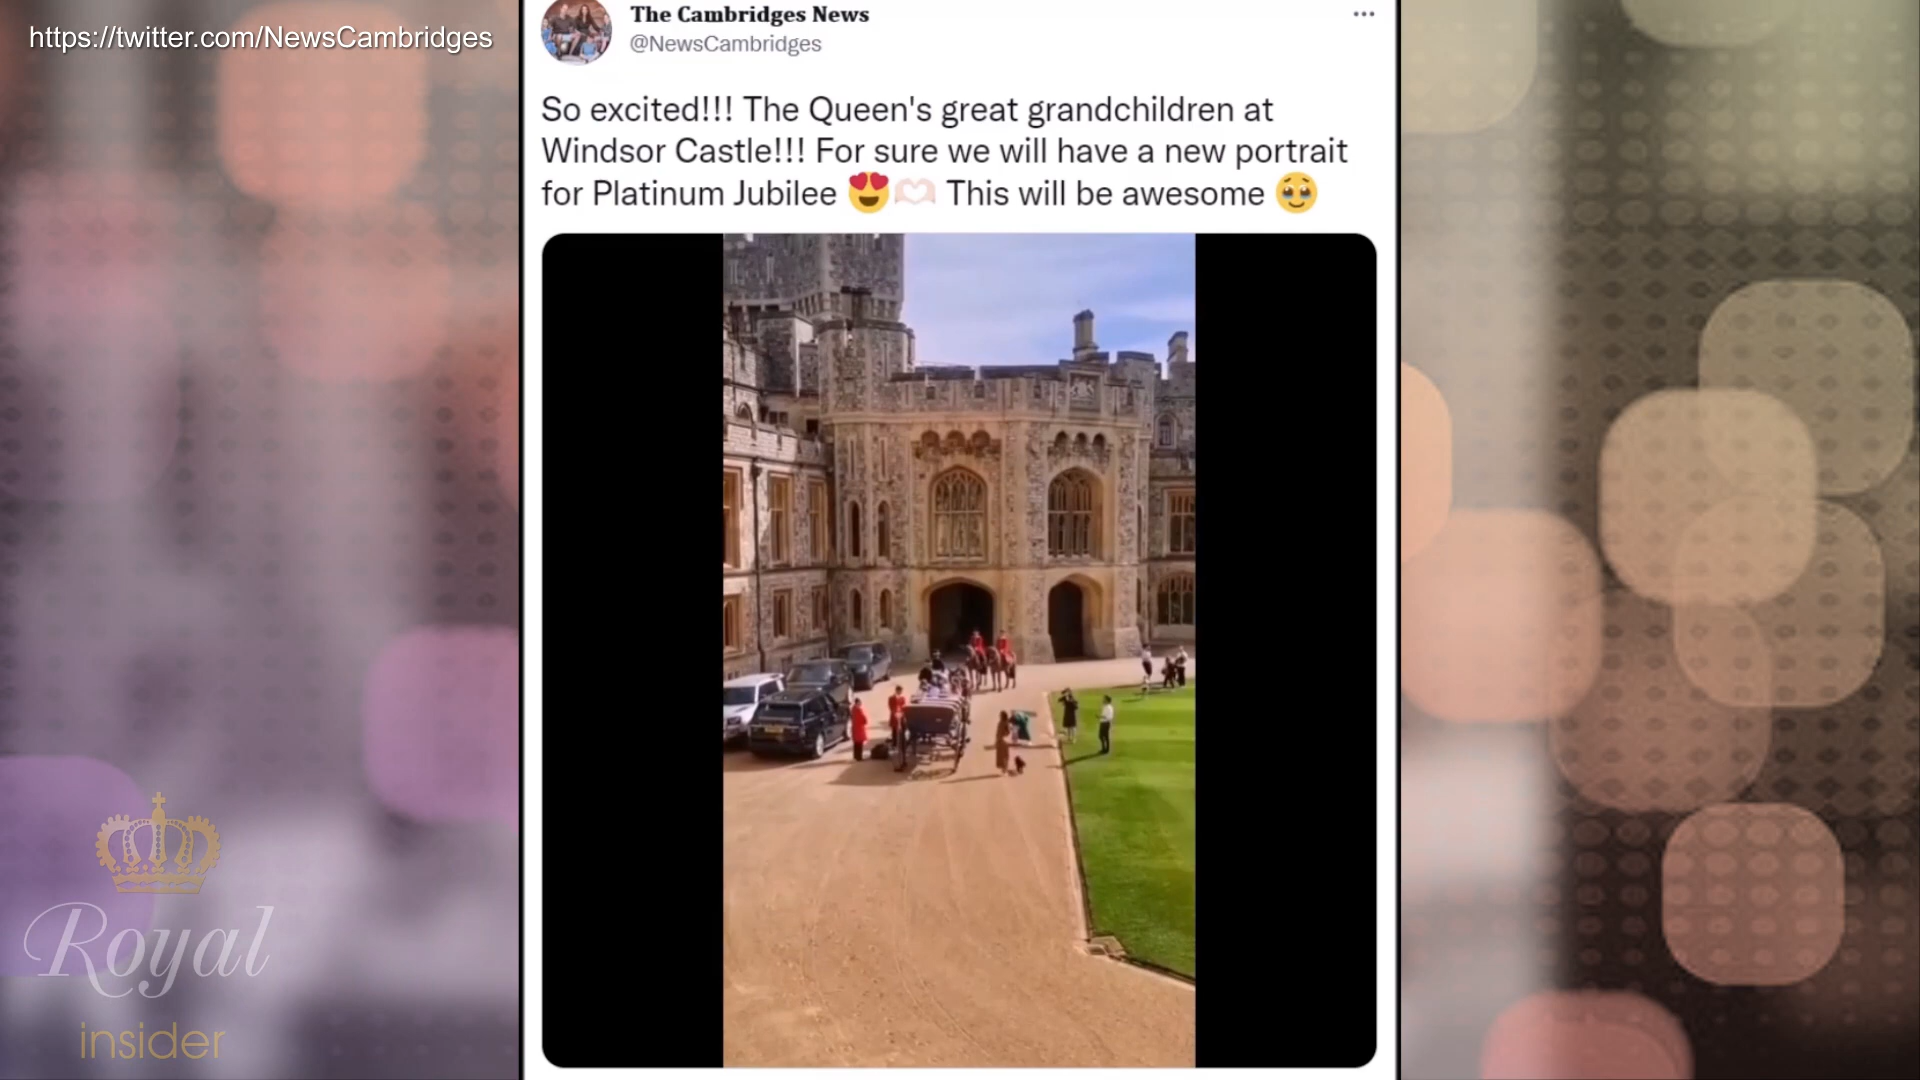 https://twitter.com/NewsCambridges
The Cambridges News
@NewsCambridges
So excited!!! The Queen's great grandchildren at
Windsor Castle!!! For sure we will have a new portrait
for Platinum Jubilee 😍🫶🏻 This will be awesome 🥹
Royal
insider